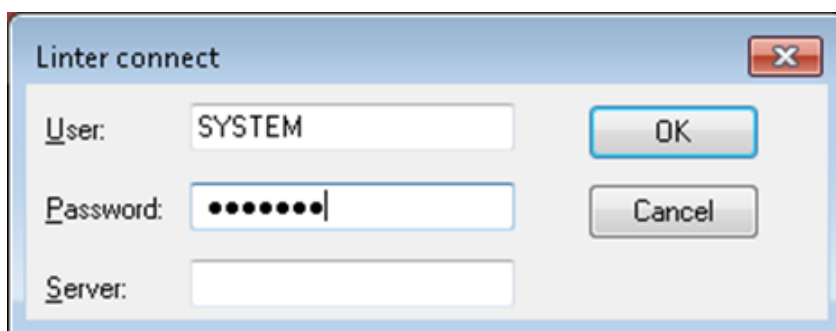 Linter connect
User: SYSTEM OK
Password: ●●●●●●● Cancel
Server: